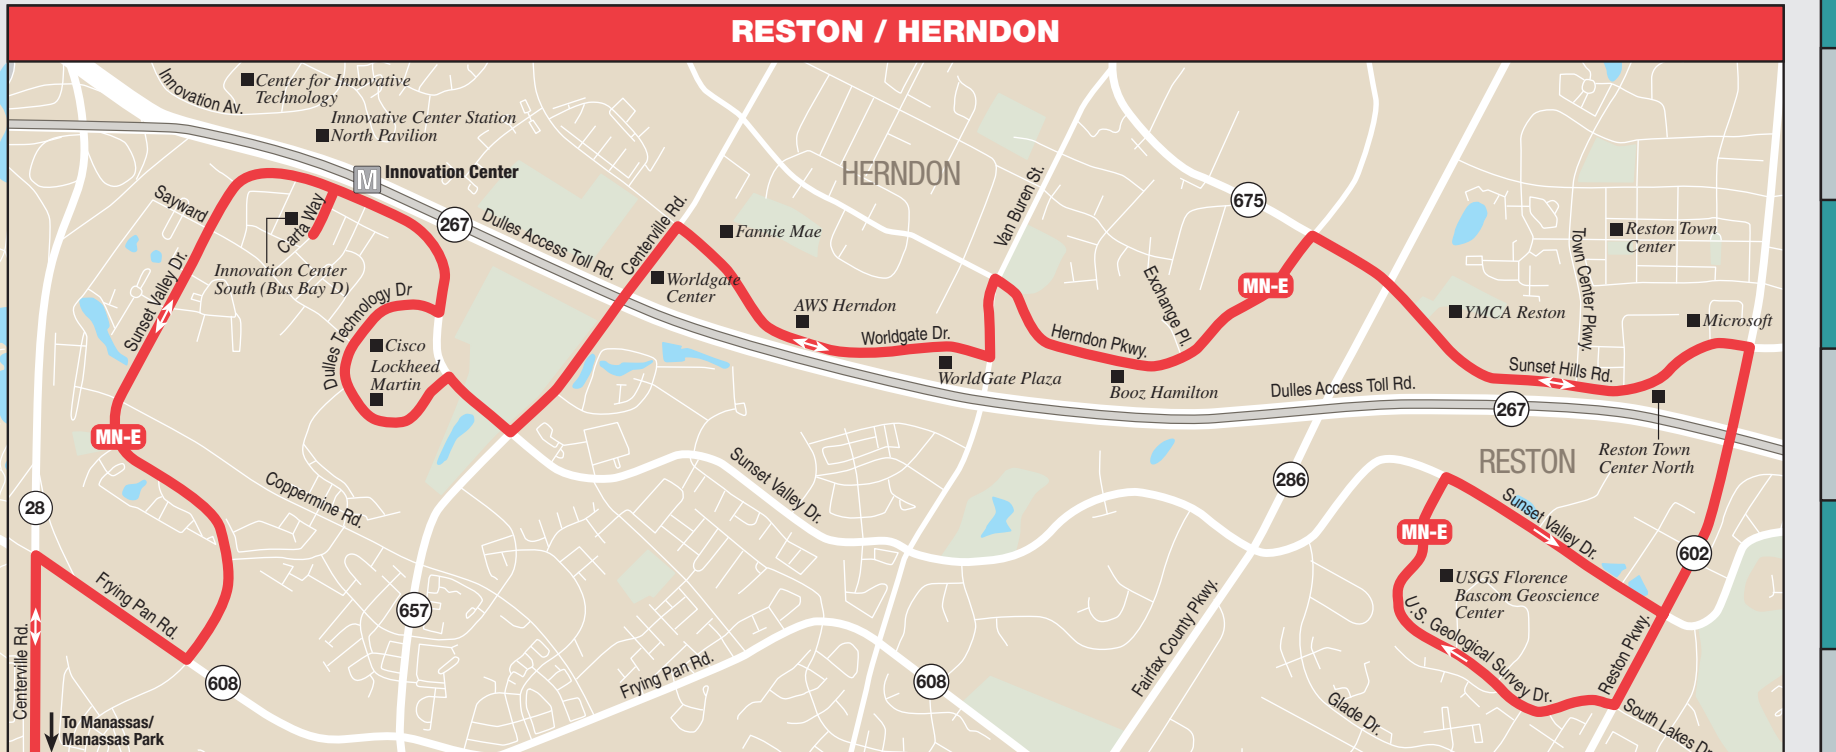 RESTON / HERNDON
Innovation Av.
Center for Innovative
Technology
Innovative Center Station
North Pavilion
M
Innovation Center
HERNDON
Van Buren St.
675
Sayward
Carta Way
267
Dulles Access Toll Rd.
Centerville Rd.
Fannie Mae
Town Center Pkwy.
Reston Town
Center
Innovation Center
South (Bus Bay D)
Sunset Valley Dr.
Worldgate
Center
Exchange Pl.
MN-E
Dulles Technology Dr
AWS Herndon
YMCA Reston
Microsoft
Cisco
Lockheed
Martin
Worldgate Dr.
Herndon Pkwy.
WorldGate Plaza
Booz Hamilton
Dulles Access Toll Rd.
Sunset Hills Rd.
267
MN-E
Reston Town
Center North
RESTON
Coppermine Rd.
Sunset Valley Dr.
286
28
Sunset Valley Dr.
MN-E
602
Frying Pan Rd.
657
USGS Florence
Bascom Geoscience
Center
Fairfax County Pkwy.
U.S. Geological Survey Dr.
Reston Pkwy.
Centerville Rd.
608
Frying Pan Rd.
608
Glade Dr.
South Lakes Dr
To Manassas/
Manassas Park